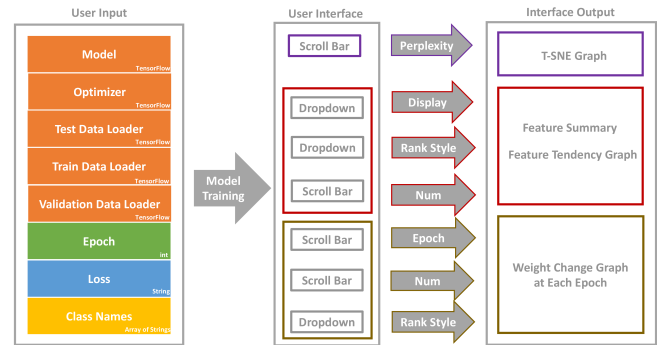 User Input
User Interface
Interface Output
Model
TensorFlow
Optimizer
TensorFlow
Test Data Loader
TensorFlow
Train Data Loader
TensorFlow
Validation Data Loader
TensorFlow
Epoch
int
Loss
String
Class Names
Array of Strings
Model
Training
Scroll Bar
Dropdown
Dropdown
Scroll Bar
Scroll Bar
Scroll Bar
Dropdown
Perplexity
Display
Rank Style
Num
Epoch
Num
Rank Style
T-SNE Graph
Feature Summary
Feature Tendency Graph
Weight Change Graph
at Each Epoch